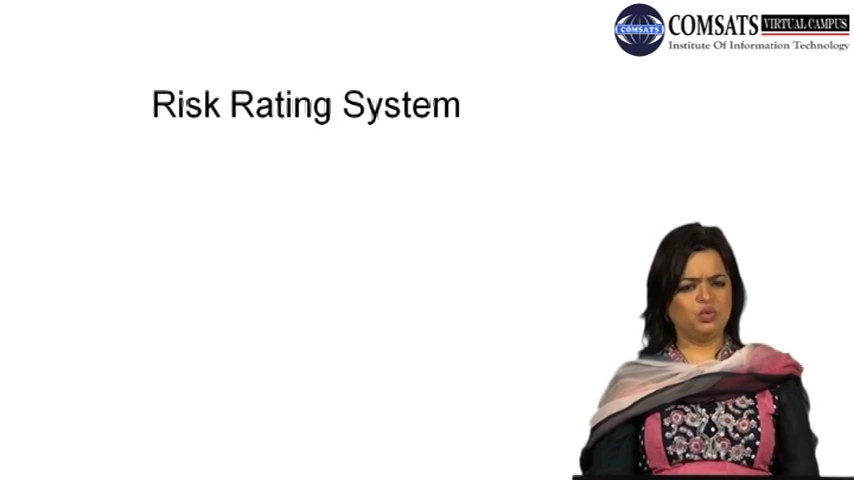 COMSATS VIRTUAL CAMPUS
Institute Of Information Technology
COMSATS
Risk Rating System